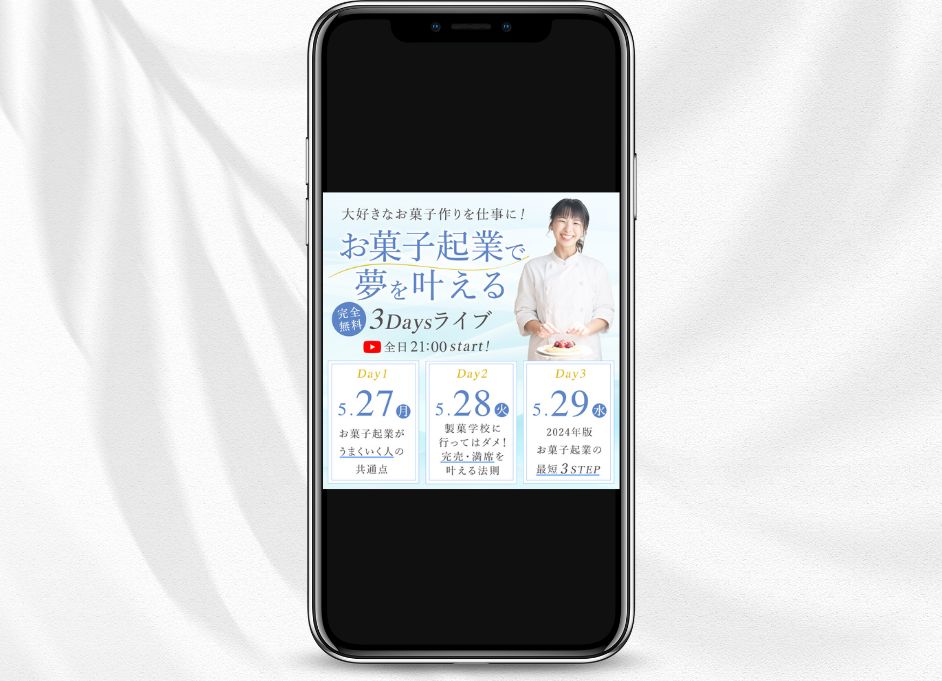 大好きなお菓子作りを仕事に!
お菓子起業で
夢を叶える
完全
無料
3Daysライブ
全日21:00 start!
Day1
5.27月
お菓子起業が
うまくいく人の
共通点
Day2
5.28火
製菓学校に
行ってはダメ!
完売・満席を
叶える法則
Day3
5.29水
2024年版
お菓子起業の
最短3STEP